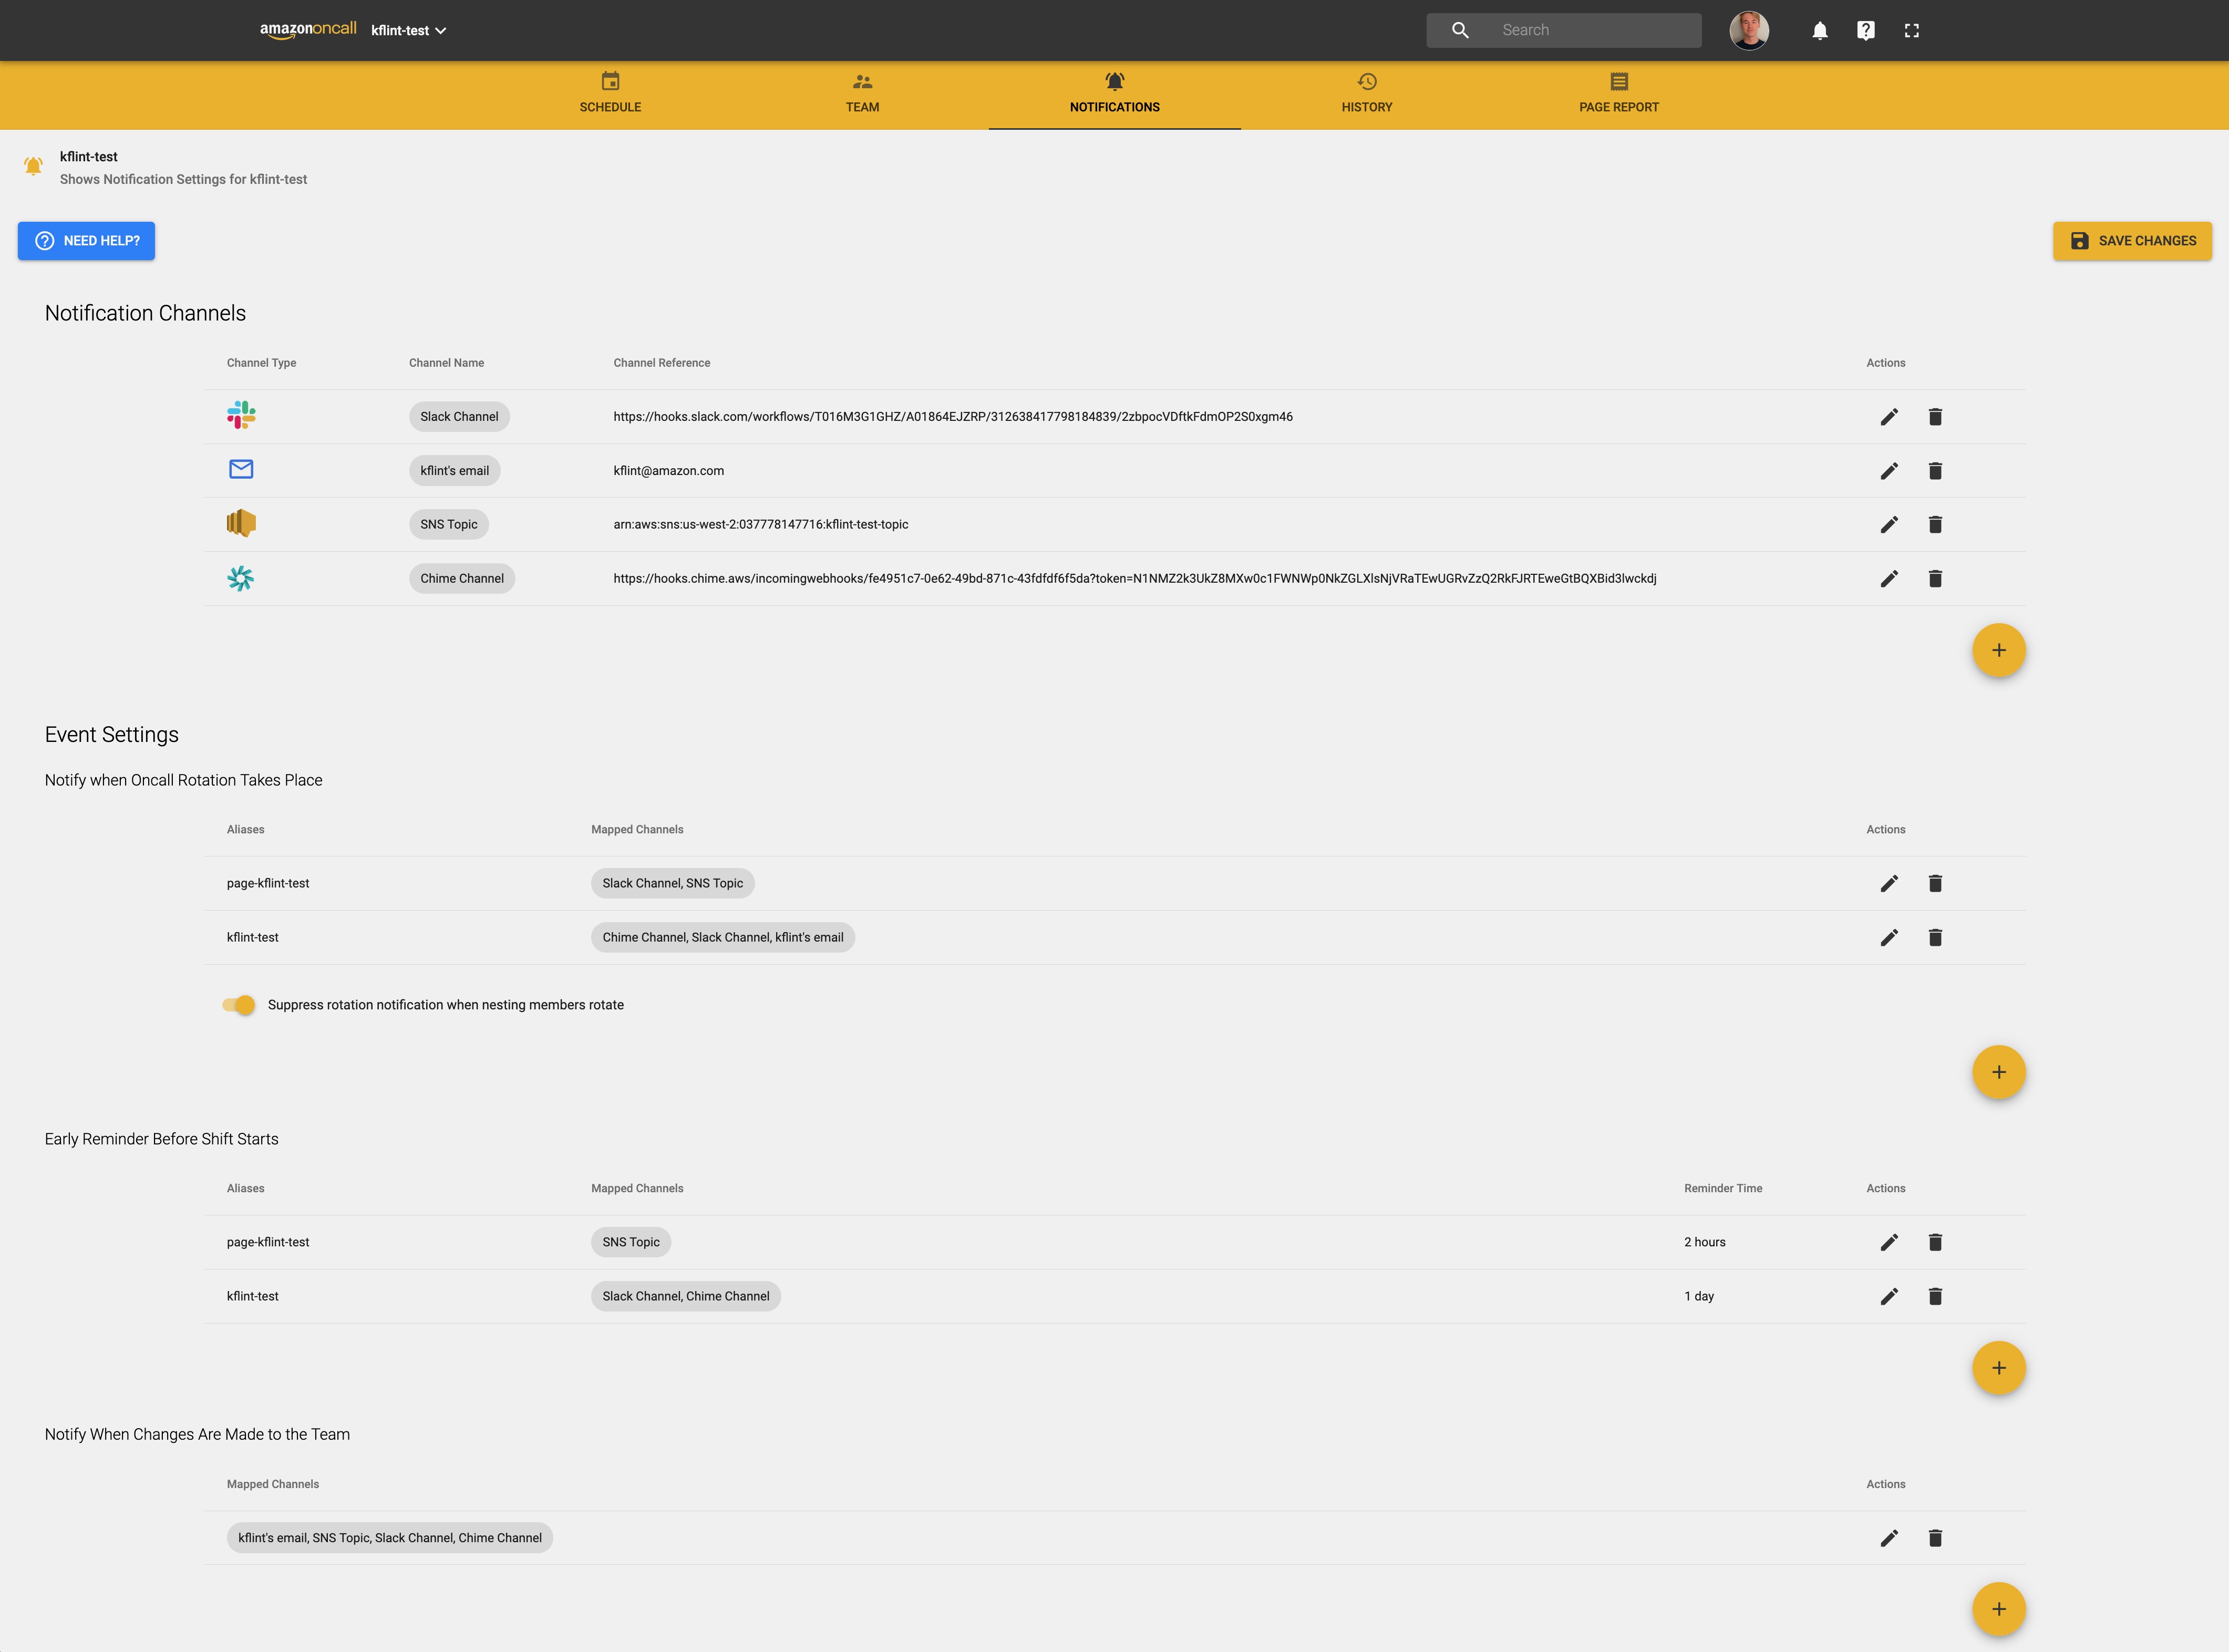 amazononcall kflint-test Search
SCHEDULE TEAM NOTIFICATIONS HISTORY PAGE REPORT
kflint-test
Shows Notification Settings for kflint-test
NEED HELP? SAVE CHANGES
Notification Channels
Channel Type Channel Name Channel Reference Actions
Slack Channel https://hooks.slack.com/workflows/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
kflint's email kflint@amazon.com
SNS Topic arn:aws:sns:us-west-2:037778147716:kflint-test-topic
Chime Channel https://hooks.chime.aws/incomingwebhooks/fe4951c7-0e62-49bd-871c-43fdfdf6f5da?token=N1NMZ2k3UkZ8MXw0c1FWNWp0NkZGLXlsNjVRaTEwUGRvZzQ2RkFJRTEweGtBQXBid3lwckdj
Event Settings
Notify when Oncall Rotation Takes Place
Aliases Mapped Channels Actions
page-kflint-test Slack Channel, SNS Topic
kflint-test Chime Channel, Slack Channel, kflint's email
Suppress rotation notification when nesting members rotate
Early Reminder Before Shift Starts
Aliases Mapped Channels Reminder Time Actions
page-kflint-test SNS Topic 2 hours
kflint-test Slack Channel, Chime Channel 1 day
Notify When Changes Are Made to the Team
Mapped Channels Actions
kflint's email, SNS Topic, Slack Channel, Chime Channel